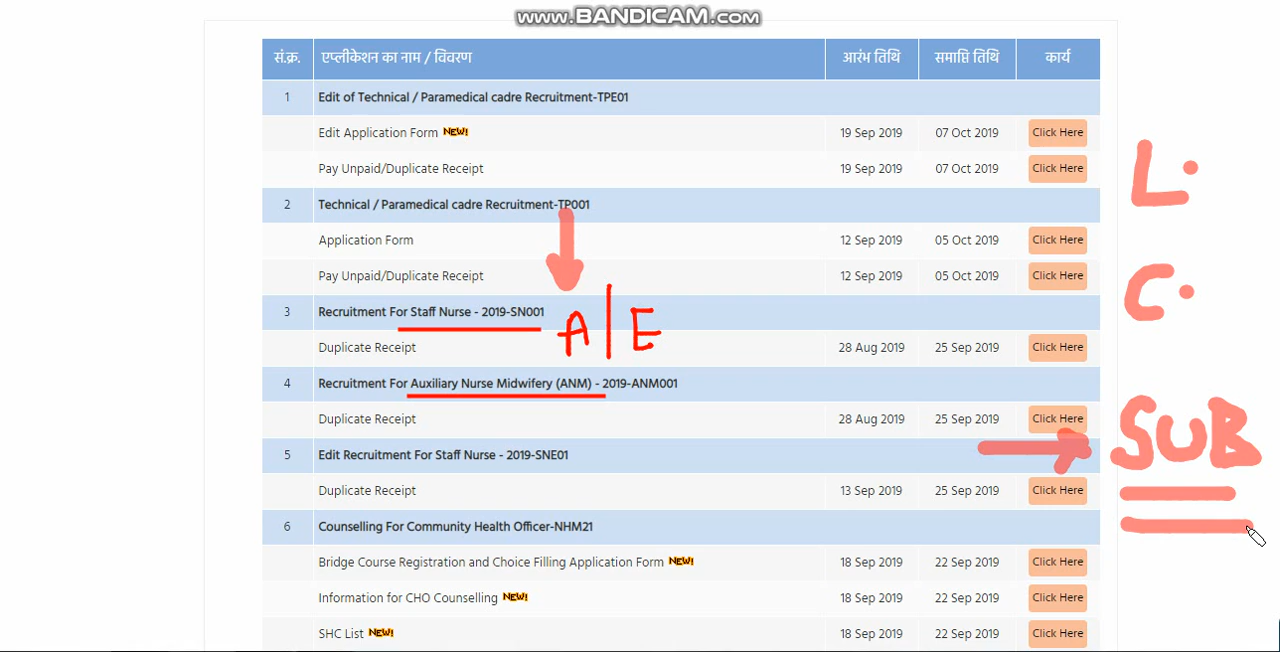 www.BANDICAM.com
सं.क्र. एप्लीकेशन का नाम / विवरण आरंभ तिथि समाप्ति तिथि कार्य
1 Edit of Technical / Paramedical cadre Recruitment-TPE01
Edit Application Form NEW! 19 Sep 2019 07 Oct 2019 Click Here
Pay Unpaid/Duplicate Receipt 19 Sep 2019 07 Oct 2019 Click Here
L.
2 Technical / Paramedical cadre Recruitment-TP001
Application Form 12 Sep 2019 05 Oct 2019 Click Here
Pay Unpaid/Duplicate Receipt 12 Sep 2019 05 Oct 2019 Click Here
C.
3 Recruitment For Staff Nurse - 2019-SN001
A|E
Duplicate Receipt 28 Aug 2019 25 Sep 2019 Click Here
4 Recruitment For Auxiliary Nurse Midwifery (ANM) - 2019-ANM001
Duplicate Receipt 28 Aug 2019 25 Sep 2019 Click Here
SUB
5 Edit Recruitment For Staff Nurse - 2019-SNE01
Duplicate Receipt 13 Sep 2019 25 Sep 2019 Click Here
6 Counselling For Community Health Officer-NHM21
Bridge Course Registration and Choice Filling Application Form NEW! 18 Sep 2019 22 Sep 2019 Click Here
Information for CHO Counselling NEW! 18 Sep 2019 22 Sep 2019 Click Here
SHC List NEW! 18 Sep 2019 22 Sep 2019 Click Here